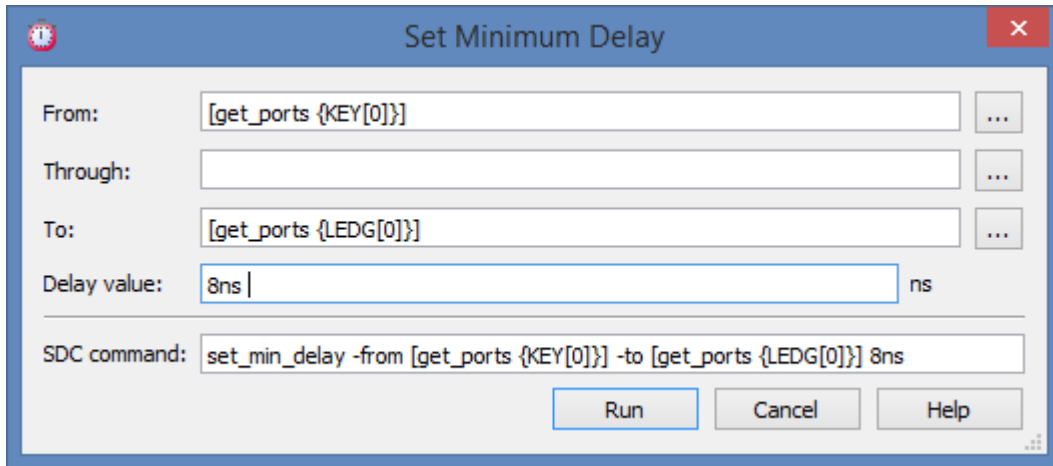 Set Minimum Delay
From: [get_ports {KEY[0]}] ...
Through: ...
To: [get_ports {LEDG[0]}] ...
Delay value: 8ns ns
SDC command: set_min_delay -from [get_ports {KEY[0]}] -to [get_ports {LEDG[0]}] 8ns
Run Cancel Help